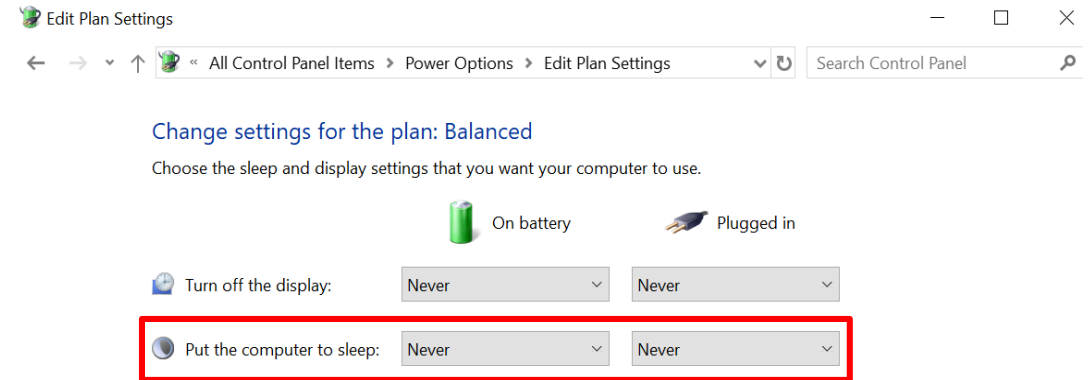 Edit Plan Settings
« All Control Panel Items > Power Options > Edit Plan Settings
Search Control Panel
Change settings for the plan: Balanced
Choose the sleep and display settings that you want your computer to use.
On battery Plugged in
Turn off the display: Never Never
Put the computer to sleep: Never Never